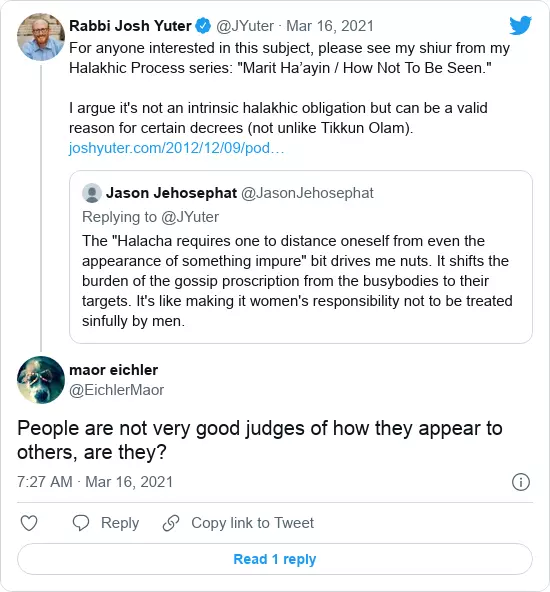 Rabbi Josh Yuter @JYuter · Mar 16, 2021
For anyone interested in this subject, please see my shiur from my
Halakhic Process series: "Marit Ha’ayin / How Not To Be Seen."
I argue it's not an intrinsic halakhic obligation but can be a valid
reason for certain decrees (not unlike Tikkun Olam).
joshyuter.com/2012/12/09/pod…
Jason Jehosephat @JasonJehosephat
Replying to @JYuter
The "Halacha requires one to distance oneself from even the
appearance of something impure" bit drives me nuts. It shifts the
burden of the gossip proscription from the busybodies to their
targets. It's like making it women's responsibility not to be treated
sinfully by men.
maor eichler
@EichlerMaor
People are not very good judges of how they appear to
others, are they?
7:27 AM · Mar 16, 2021
Reply
Copy link to Tweet
Read 1 reply